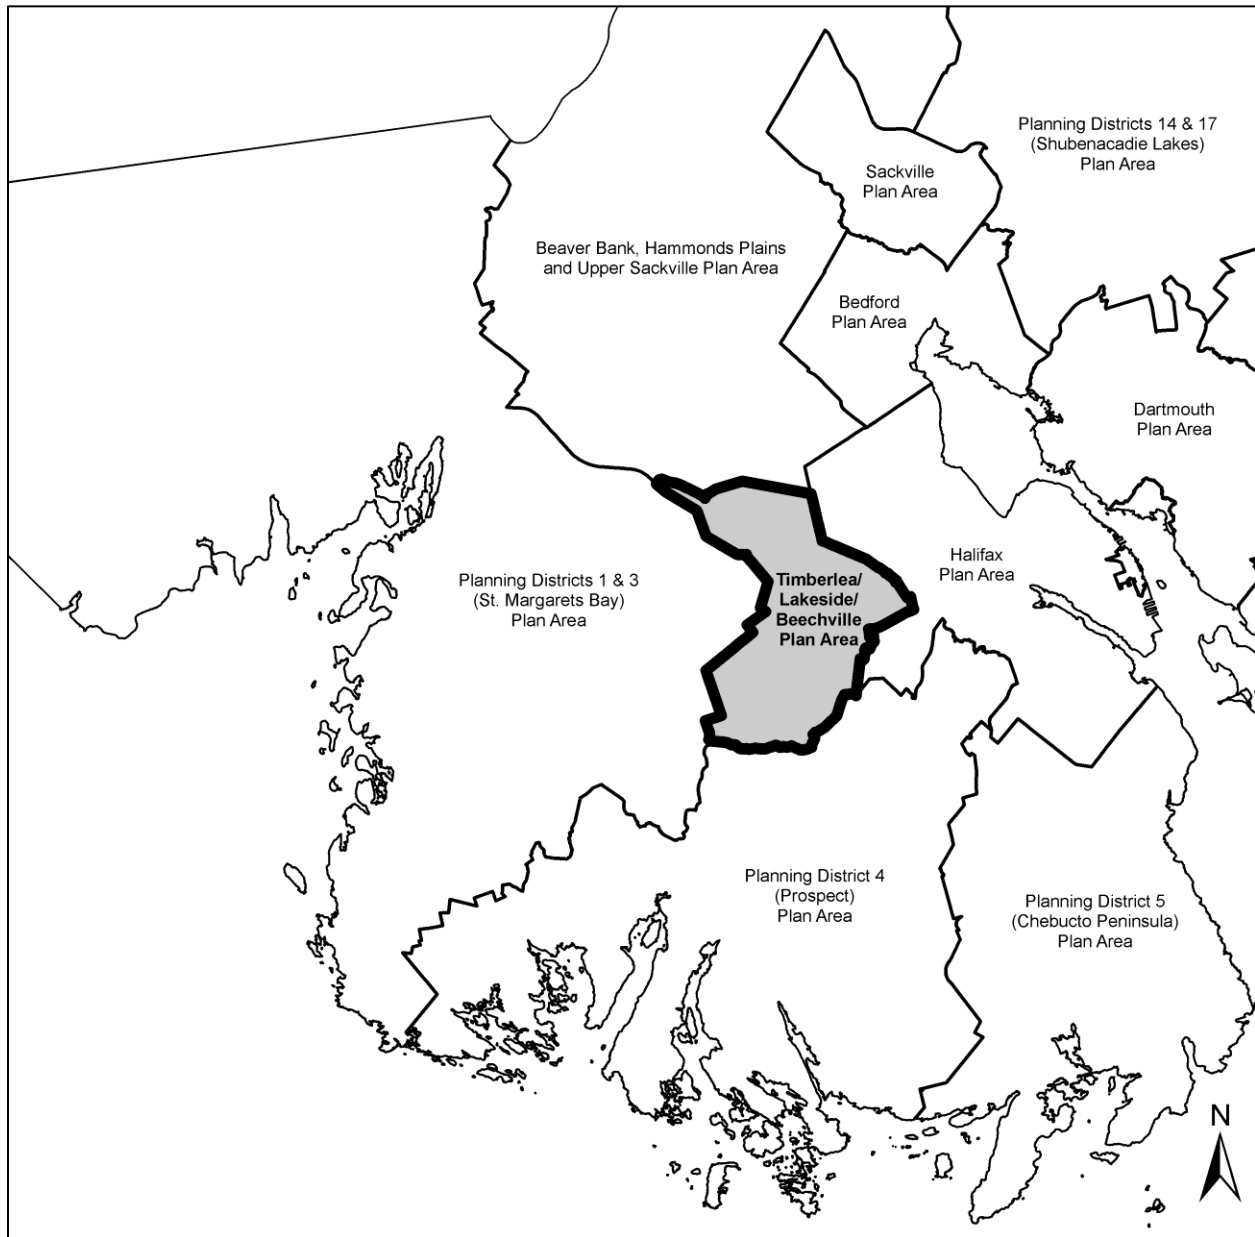 Planning Districts 14 & 17
(Shubenacadie Lakes)
Plan Area
Sackville
Plan Area
Beaver Bank, Hammonds Plains
and Upper Sackville Plan Area
Bedford
Plan Area
Dartmouth
Plan Area
Halifax
Plan Area
Planning Districts 1 & 3
(St. Margarets Bay)
Plan Area
Timberlea/
Lakeside/
Beechville
Plan Area
Planning District 4
(Prospect)
Plan Area
Planning District 5
(Chebucto Peninsula)
Plan Area
N